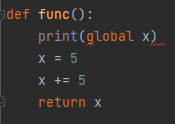 def func():
    print(global x)
    x = 5
    x += 5
    return x